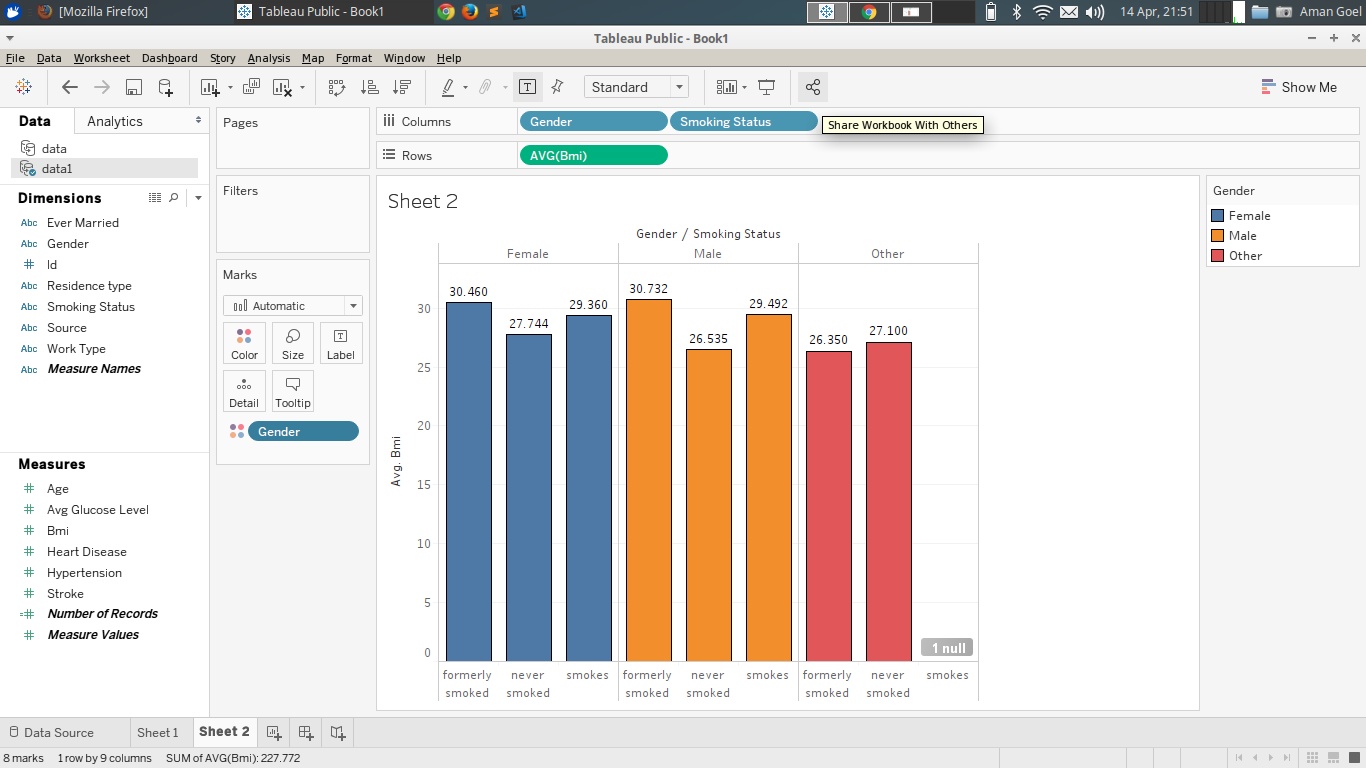 [Mozilla Firefox]
Tableau Public - Book1
14 Apr, 21:51
Aman Goel
Tableau Public - Book1
File Data Worksheet Dashboard Story Analysis Map Format Window Help
Standard
Show Me
Data Analytics
data
data1
Dimensions
Abc Ever Married
Abc Gender
# Id
Abc Residence type
Abc Smoking Status
Abc Source
Abc Work Type
Abc Measure Names
Measures
# Age
# Avg Glucose Level
# Bmi
# Heart Disease
# Hypertension
# Stroke
=# Number of Records
# Measure Values
Pages
Filters
Marks
Automatic
Color Size Label
Detail Tooltip
Gender
Columns Gender Smoking Status
Share Workbook With Others
Rows AVG(Bmi)
Sheet 2
Gender / Smoking Status
Female Male Other
30.460 27.744 29.360 30.732 26.535 29.492 26.350 27.100
30
25
20
15
10
5
0
Avg. Bmi
1 null
formerly never smokes formerly never smokes formerly never smokes
smoked smoked smoked smoked smoked smoked
Gender
Female
Male
Other
Data Source Sheet 1 Sheet 2
8 marks 1 row by 9 columns SUM of AVG(Bmi): 227.772